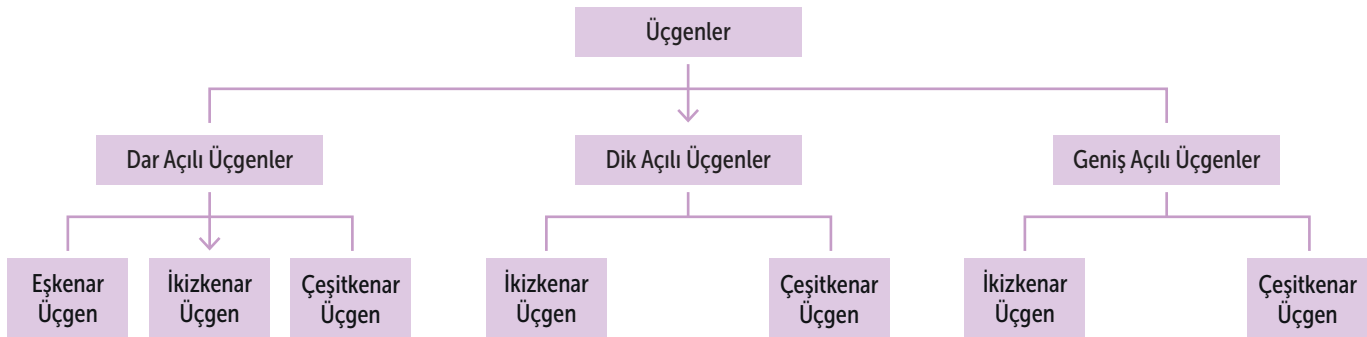 Üçgenler
Dar Açılı Üçgenler
Dik Açılı Üçgenler
Geniş Açılı Üçgenler
Eşkenar
Üçgen
İkizkenar
Üçgen
Çeşitkenar
Üçgen
İkizkenar
Üçgen
Çeşitkenar
Üçgen
İkizkenar
Üçgen
Çeşitkenar
Üçgen